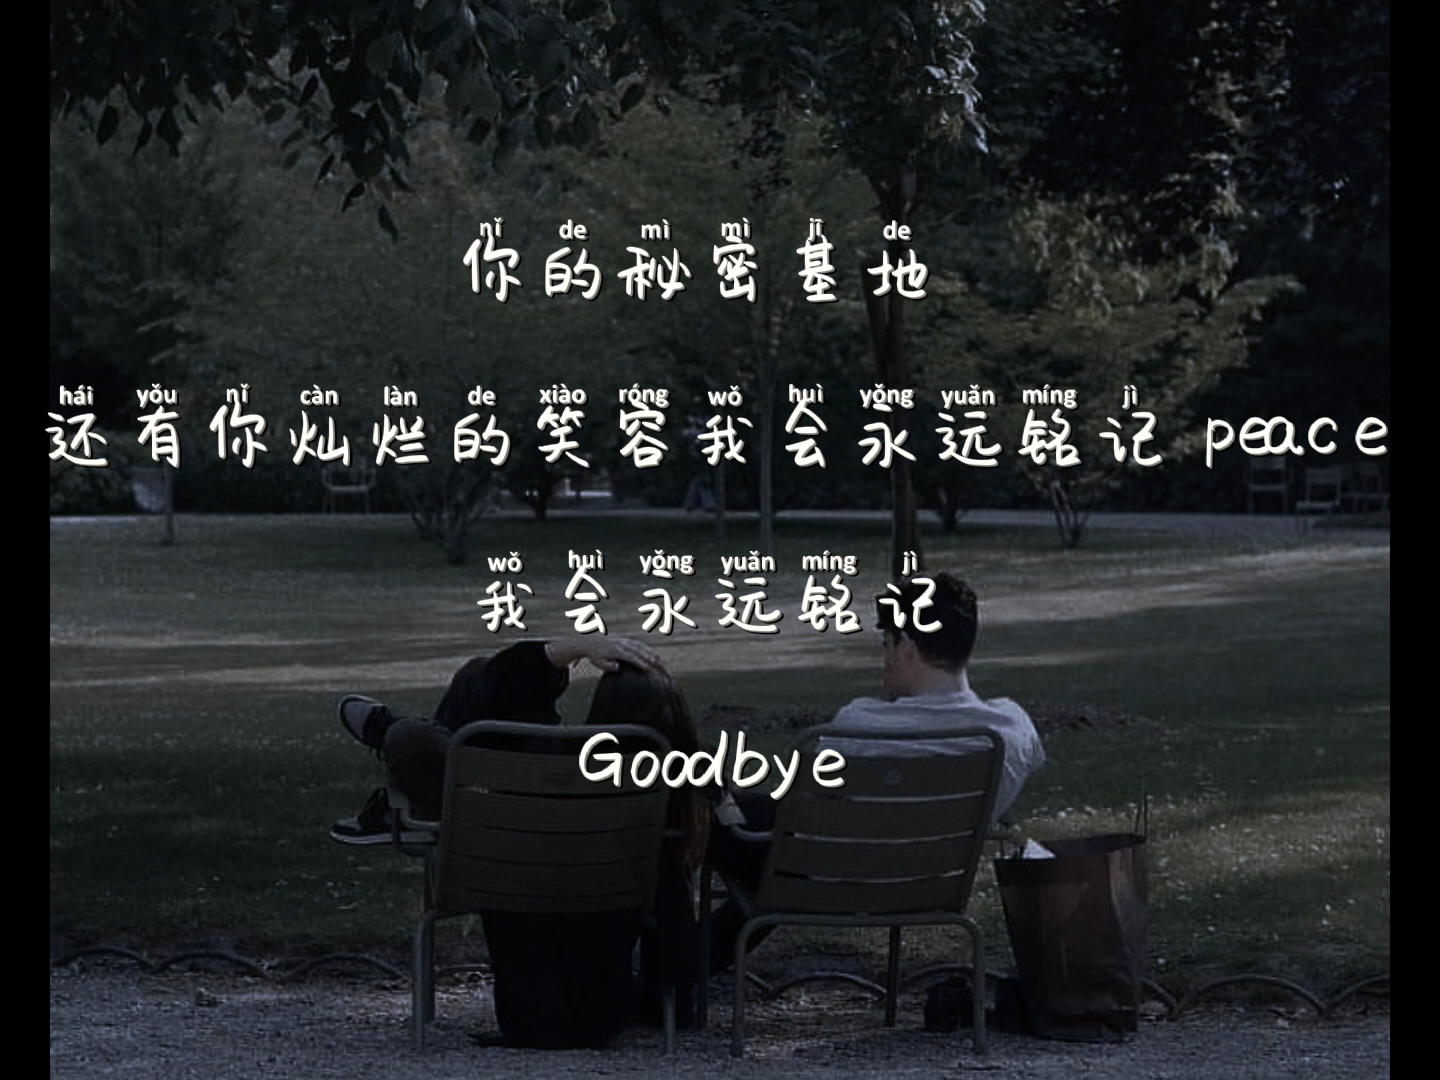 nǐ de mì mì jī de
你的秘密基地
hái yǒu nǐ càn làn de xiào róng wǒ huì yǒng yuǎn míng jì
还有你灿烂的笑容我会永远铭记 peace
wǒ huì yǒng yuǎn míng jì
我会永远铭记
Goodbye